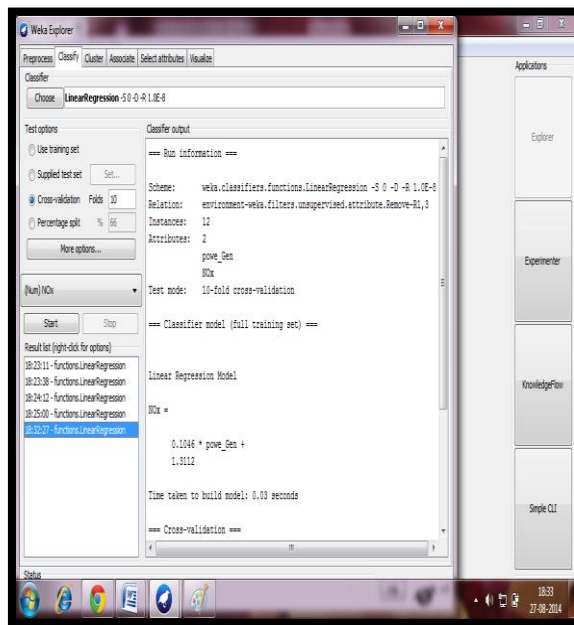 Weka Explorer
Preprocess Classify Cluster Associate Select attributes Visualize
Classifier
Choose LinearRegression -S 0 -D -R 1.0E-8
Test options
Use training set
Supplied test set Set...
Cross-validation Folds 10
Percentage split % 66
More options...
(Num) NOx
Start Stop
Result list (right-click for options)
18:23:11 - functions.LinearRegression
18:23:38 - functions.LinearRegression
18:24:12 - functions.LinearRegression
18:25:00 - functions.LinearRegression
18:32:27 - functions.LinearRegression
Classifier output
=== Run information ===
Scheme: weka.classifiers.functions.LinearRegression -S 0 -D -R 1.0E-8
Relation: environment-weka.filters.unsupervised.attribute.Remove-R1,3
Instances: 12
Attributes: 2
powe_Gen
NOx
Test mode: 10-fold cross-validation
=== Classifier model (full training set) ===
Linear Regression Model
NOx =
0.1046 * powe_Gen +
1.3112
Time taken to build model: 0.03 seconds
=== Cross-validation ===
Status
Applications
Explorer
Experimenter
KnowledgeFlow
Simple CLI
18:33
27-08-2014